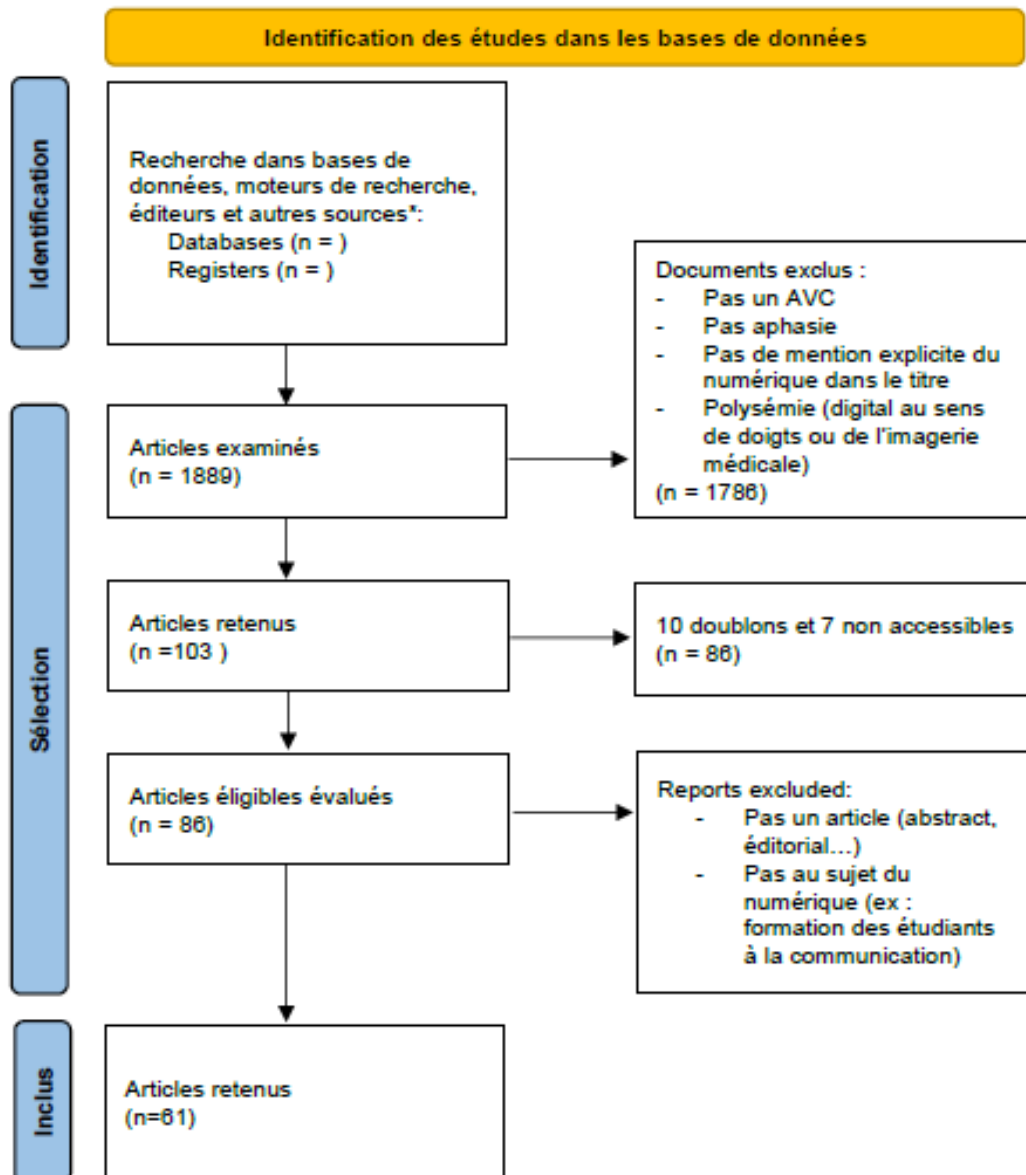 Identification des études dans les bases de données
Identification
Recherche dans bases de
données, moteurs de recherche,
éditeurs et autres sources*:
Databases (n = )
Registers (n = )
Documents exclus :
- Pas un AVC
- Pas aphasie
- Pas de mention explicite du
numérique dans le titre
- Polysémie (digital au sens
de doigts ou de l'imagerie
médicale)
(n = 1786)
Sélection
Articles examinés
(n = 1889)
Articles retenus
(n =103 )
10 doublons et 7 non accessibles
(n = 86)
Articles éligibles évalués
(n = 86)
Reports excluded:
- Pas un article (abstract,
éditorial…)
- Pas au sujet du
numérique (ex :
formation des étudiants
à la communication)
Inclus
Articles retenus
(n=61)